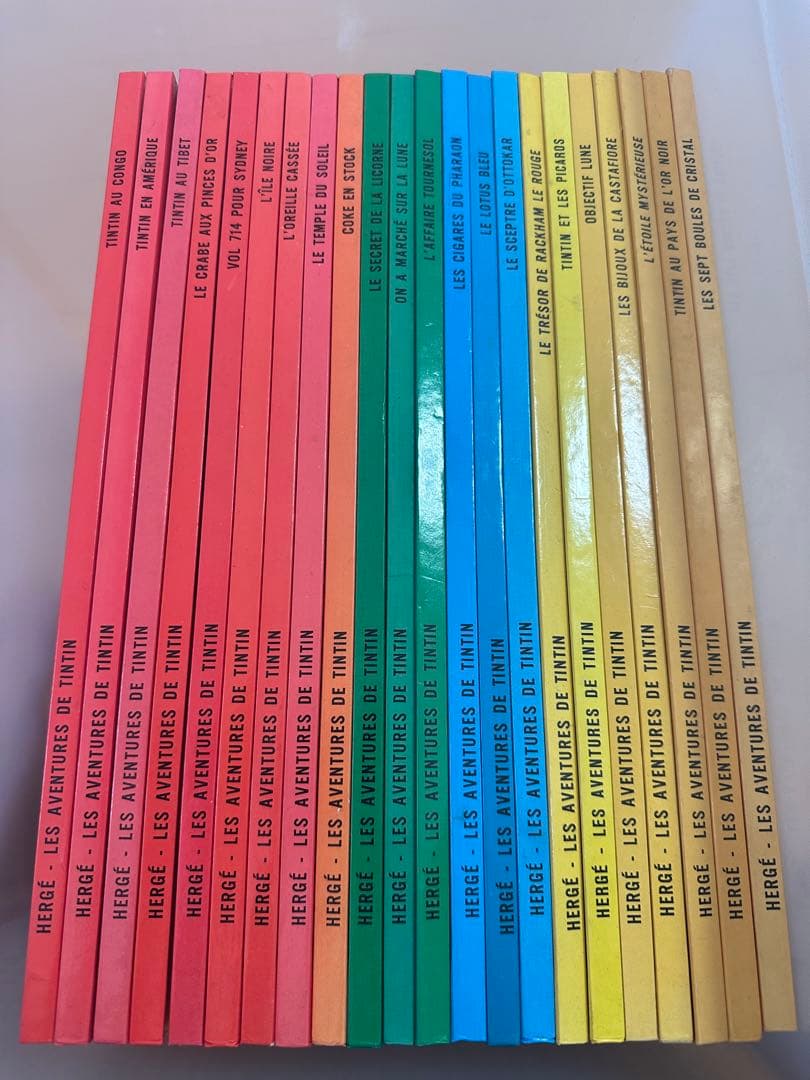 HERGÉ - LES AVENTURES DE TINTIN TINTIN AU CONGO
HERGÉ - LES AVENTURES DE TINTIN TINTIN EN AMÉRIQUE
HERGÉ - LES AVENTURES DE TINTIN TINTIN AU TIBET
HERGÉ - LES AVENTURES DE TINTIN LE CRABE AUX PINCES D'OR
HERGÉ - LES AVENTURES DE TINTIN VOL 714 POUR SYDNEY
HERGÉ - LES AVENTURES DE TINTIN L'ÎLE NOIRE
HERGÉ - LES AVENTURES DE TINTIN L'OREILLE CASSÉE
HERGÉ - LES AVENTURES DE TINTIN LE TEMPLE DU SOLEIL
HERGÉ - LES AVENTURES DE TINTIN COKE EN STOCK
HERGÉ - LES AVENTURES DE TINTIN LE SECRET DE LA LICORNE
HERGÉ - LES AVENTURES DE TINTIN ON A MARCHÉ SUR LA LUNE
HERGÉ - LES AVENTURES DE TINTIN L'AFFAIRE TOURNESOL
HERGÉ - LES AVENTURES DE TINTIN LES CIGARES DU PHARAON
HERGÉ - LES AVENTURES DE TINTIN LE LOTUS BLEU
HERGÉ - LES AVENTURES DE TINTIN LE SCEPTRE D'OTTOKAR
HERGÉ - LES AVENTURES DE TINTIN LE TRÉSOR DE RACKHAM LE ROUGE
HERGÉ - LES AVENTURES DE TINTIN TINTIN ET LES PICAROS
HERGÉ - LES AVENTURES DE TINTIN OBJECTIF LUNE
HERGÉ - LES AVENTURES DE TINTIN LES BIJOUX DE LA CASTAFIORE
HERGÉ - LES AVENTURES DE TINTIN L'ÉTOILE MYSTÉRIEUSE
HERGÉ - LES AVENTURES DE TINTIN TINTIN AU PAYS DE L'OR NOIR
HERGÉ - LES AVENTURES DE TINTIN LES SEPT BOULES DE CRISTAL